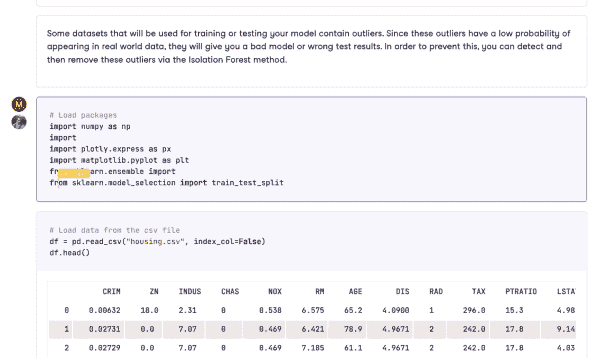 Some datasets that will be used for training or testing your model contain outliers. Since these outliers have a low probability of
appearing in real world data, they will give you a bad model or wrong test results. In order to prevent this, you can detect and
then remove these outliers via the Isolation Forest method.
M
# Load packages
import numpy as np
import
import plotly.express as px
import matplotlib.pyplot as plt
arn.ensemble import
from sklearn.model_selection import train_test_split
# Load data from the csv file
df = pd.read_csv("housing.csv", index_col=False)
df.head()
CRIM ZN INDUS CHAS NOX RM AGE DIS RAD TAX PTRATIO LSTA
0 0.00632 18.0 2.31 0 0.538 6.575 65.2 4.0900 1 296.0 15.3 4.98
1 0.02731 0.0 7.07 0 0.469 6.421 78.9 4.9671 2 242.0 17.8 9.14
2 0.02729 0.0 7.07 0 0.469 7.185 61.1 4.9671 2 242.0 17.8 4.03